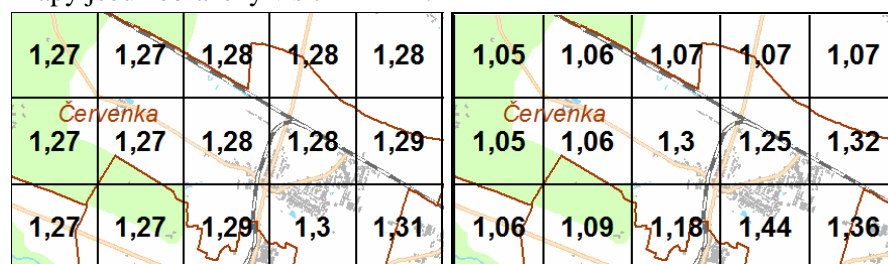 1,27 1,27 1,28 1,28 1,28
Červenka
1,27 1,27 1,28 1,28 1,29
1,27 1,27 1,29 1,3 1,31
1,05 1,06 1,07 1,07 1,07
Červenka
1,05 1,06 1,3 1,25 1,32
1,06 1,09 1,18 1,44 1,36